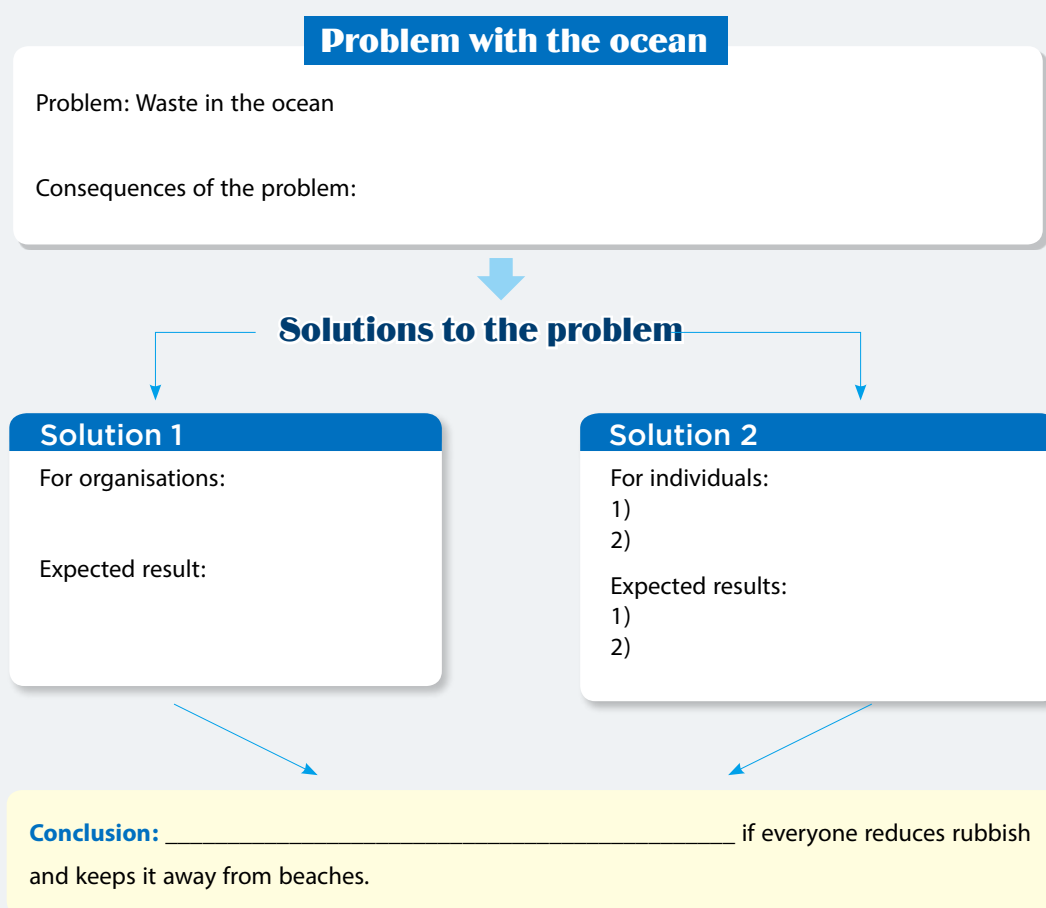 Problem with the ocean
Problem: Waste in the ocean
Consequences of the problem:
Solutions to the problem
Solution 1
For organisations:
Expected result:
Solution 2
For individuals:
1)
2)
Expected results:
1)
2)
Conclusion: _______________________________________________ if everyone reduces rubbish
and keeps it away from beaches.